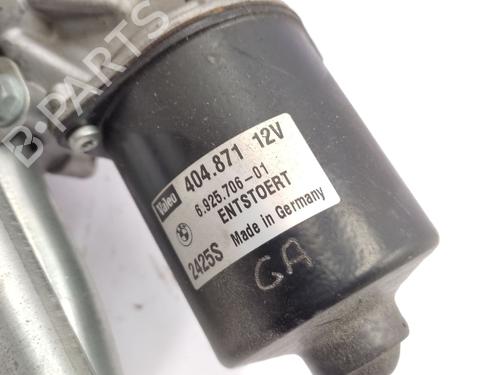 B-PARTS
Valeo 404.871 12V
6.925.706-01
ENTSTOERT
2425S Made in Germany
GA